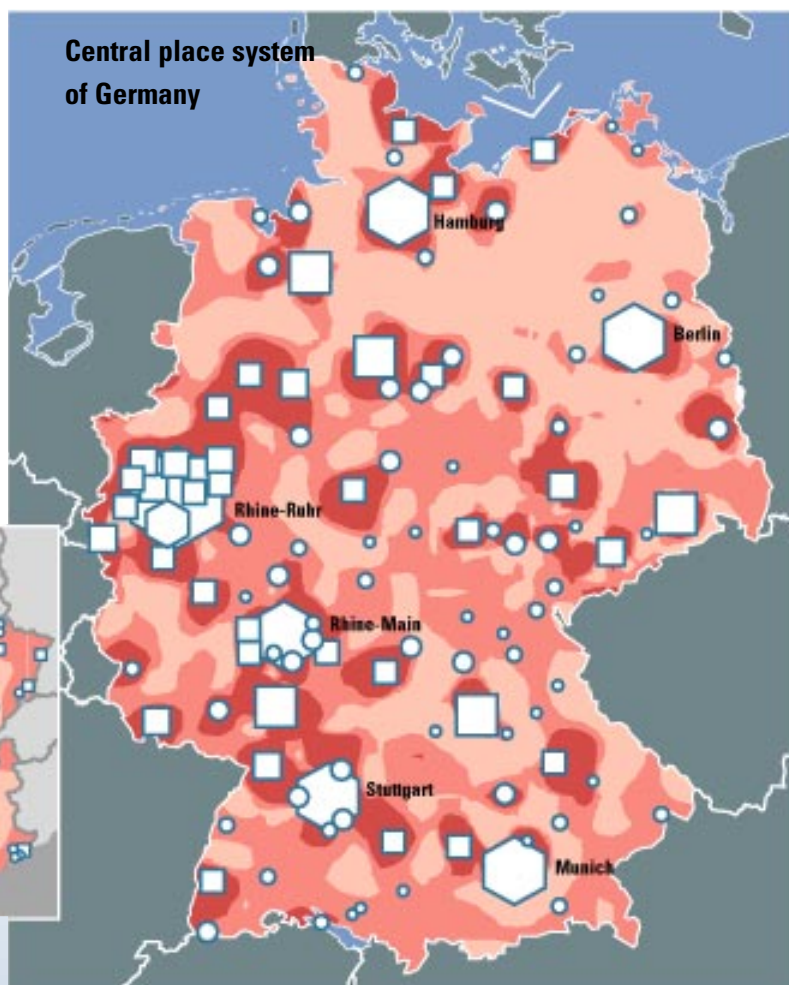 Central place system
of Germany
Hamburg
Berlin
Rhine-Ruhr
Rhine-Main
Stuttgart
Munich